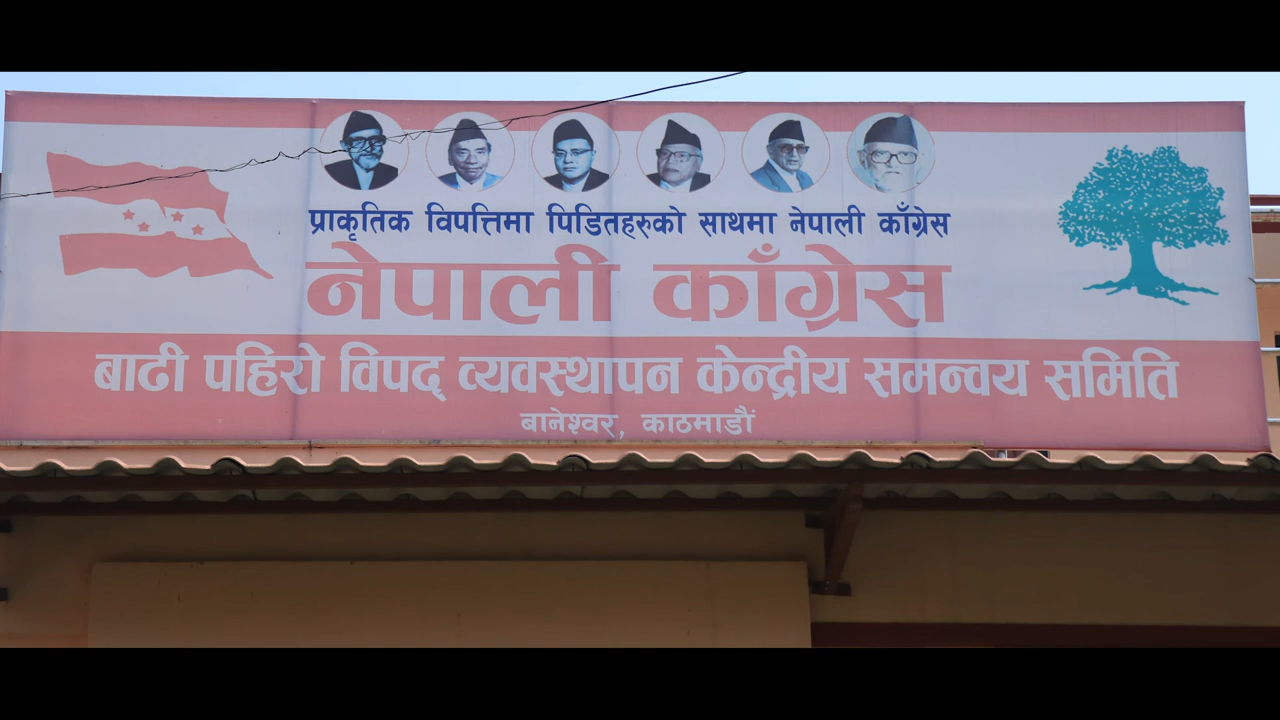 प्राकृतिक विपत्तिमा पिडितहरुको साथमा नेपाली काँग्रेस
नेपाली काँग्रेस
बाढी पहिरो विपद् व्यवस्थापन केन्द्रीय समन्वय समिति
बानेश्वर, काठमाडौं